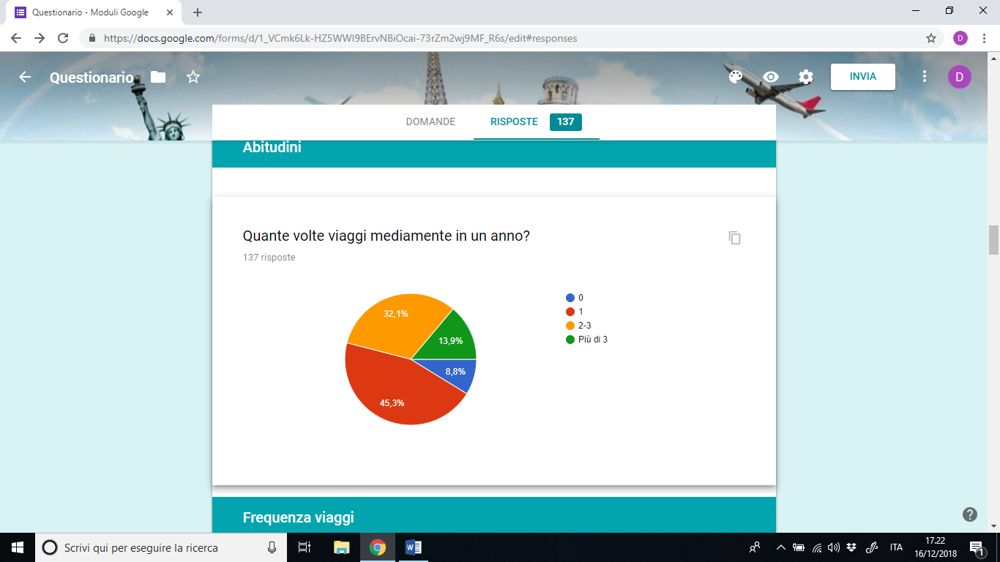 Questionario - Moduli Google
https://docs.google.com/forms/d/1_VCmk6Lk-HZ5WWI9BErvNBiOcai-73rZm2wj9MF_R6s/edit#responses
D
Questionario
INVIA
D
DOMANDE
RISPOSTE
137
Abitudini
Quante volte viaggi mediamente in un anno?
137 risposte
32,1%
13,9%
8,8%
45,3%
0
1
2-3
Più di 3
Frequenza viaggi
Scrivi qui per eseguire la ricerca
ITA
17.22
16/12/2018
1